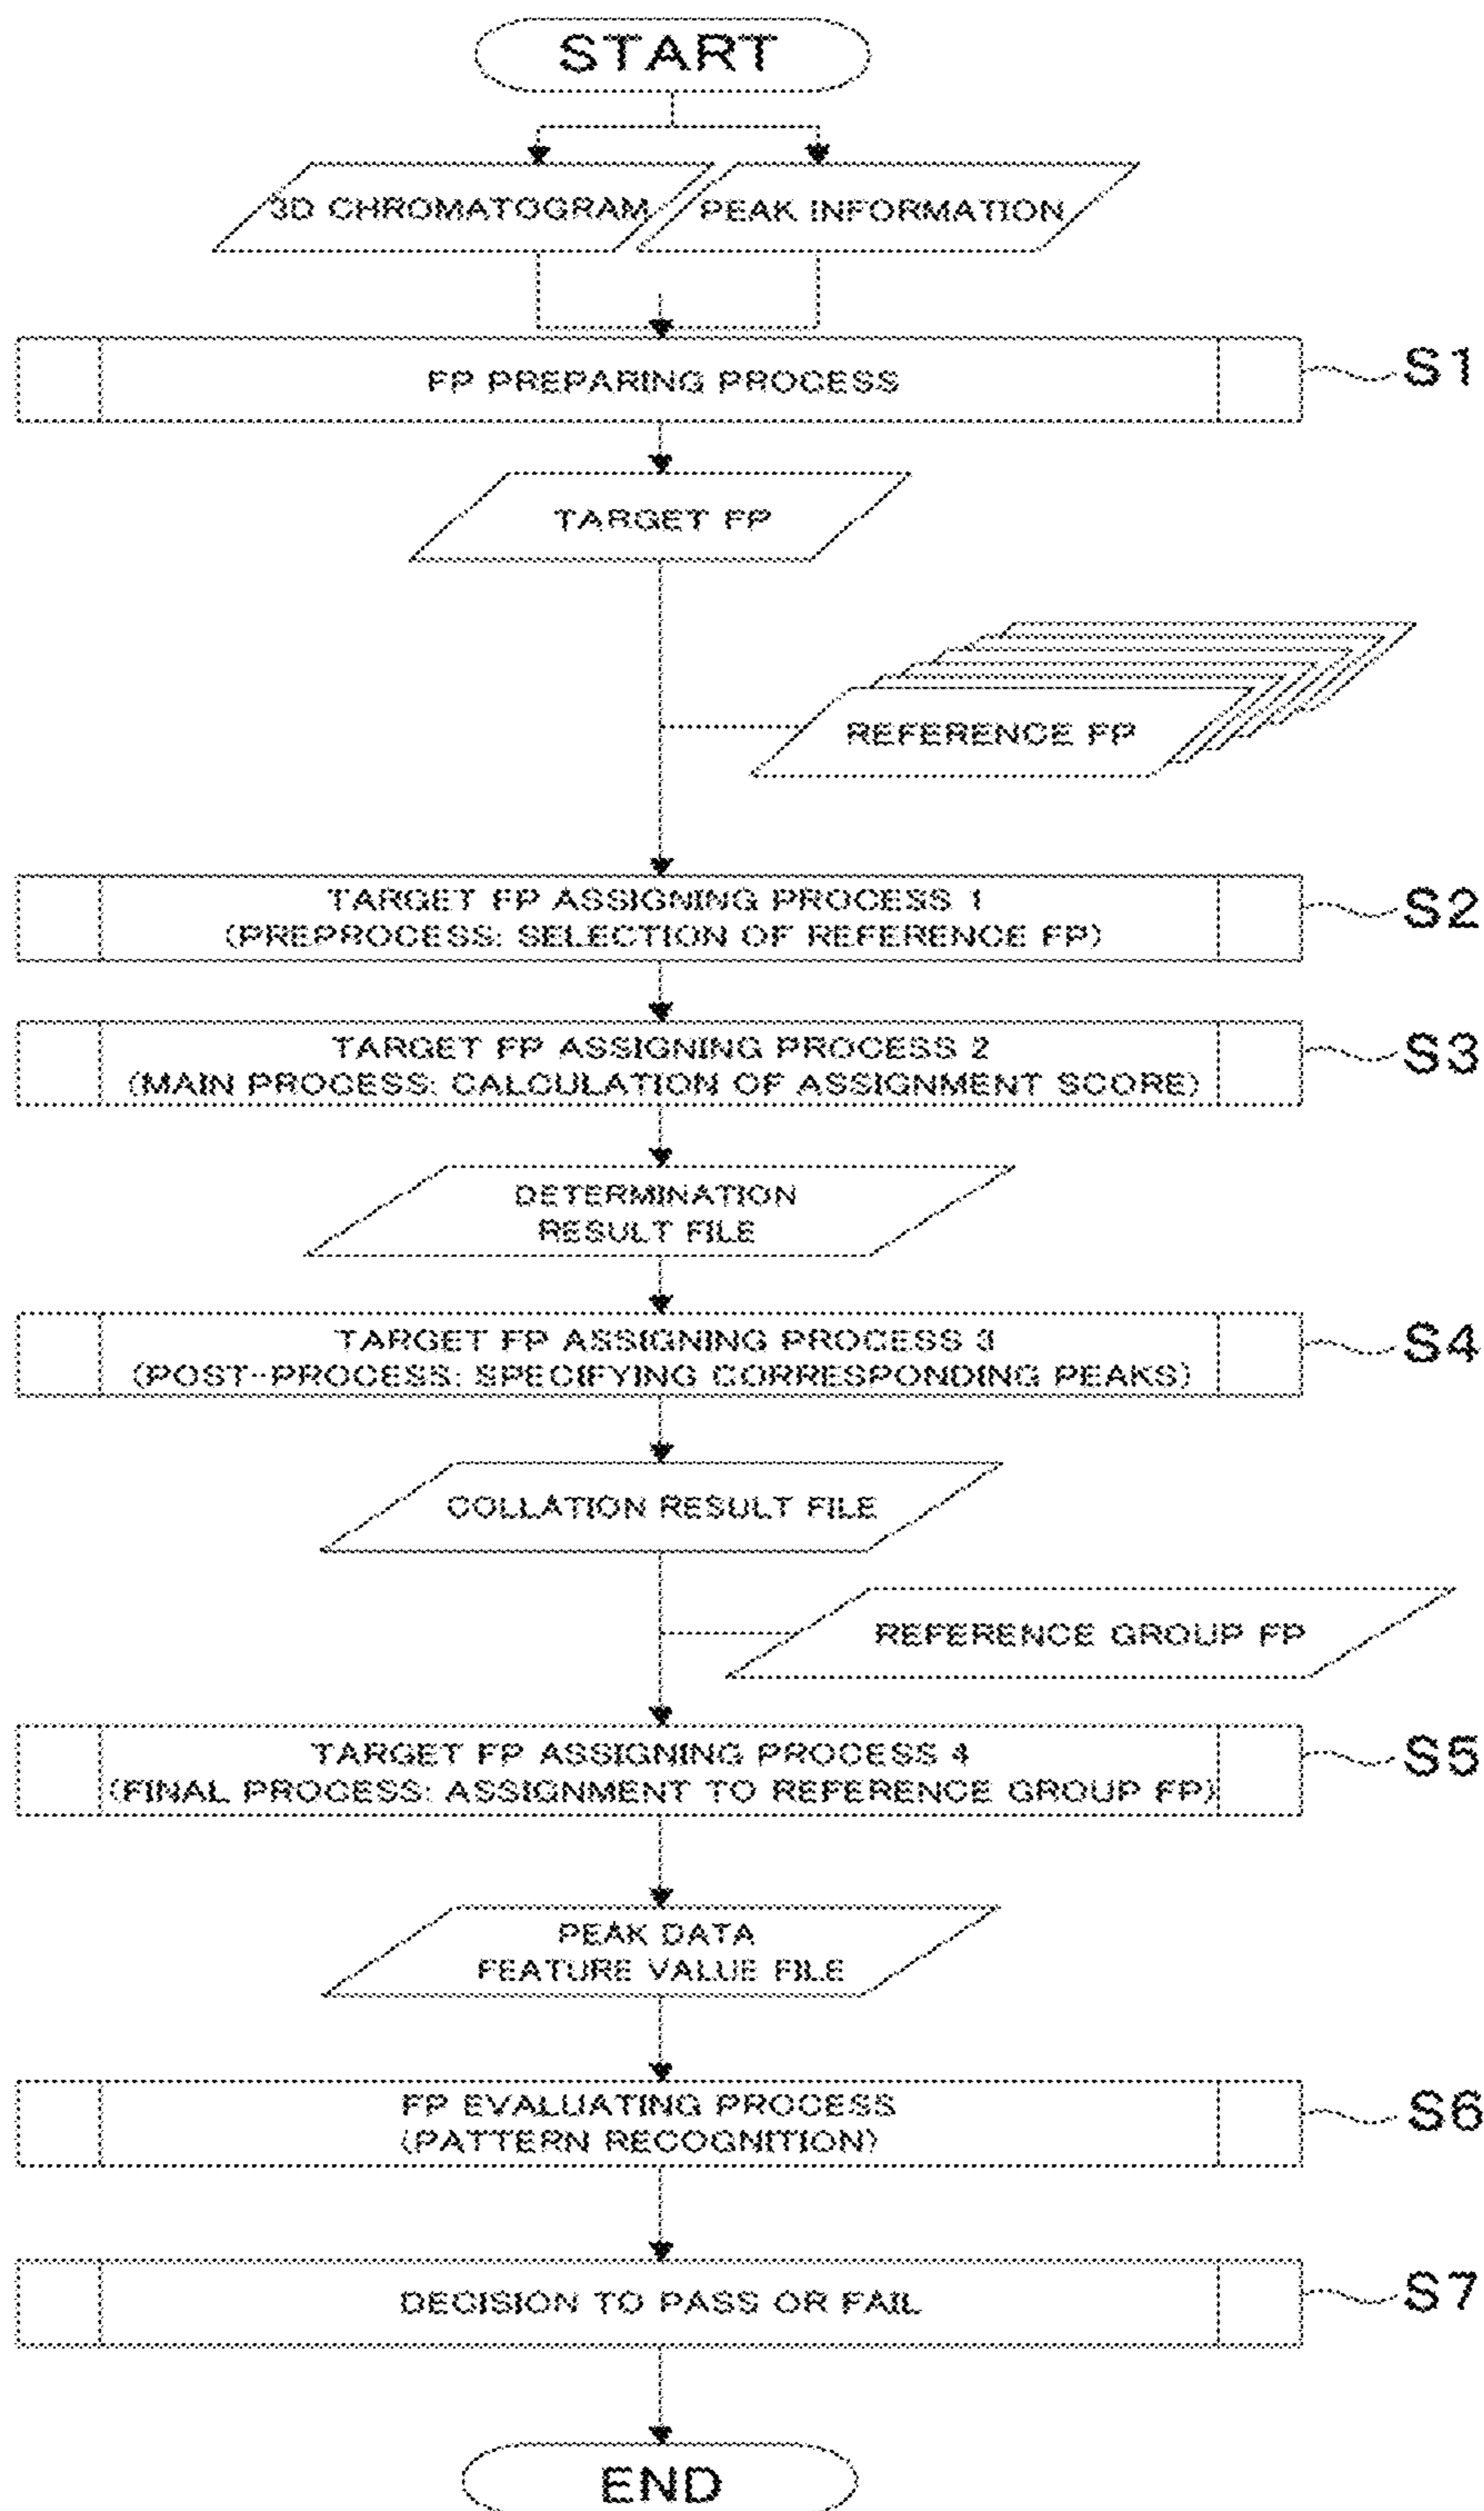 START
3D CHROMATOGRAM
PEAK INFORMATION
FP PREPARING PROCESS
S1
TARGET FP
REFERENCE FP
TARGET FP ASSIGNING PROCESS 1
(PREPROCESS: SELECTION OF REFERENCE FP)
S2
TARGET FP ASSIGNING PROCESS 2
(MAIN PROCESS: CALCULATION OF ASSIGNMENT SCORE)
S3
DETERMINATION
RESULT FILE
TARGET FP ASSIGNING PROCESS 3
(POST-PROCESS: SPECIFYING CORRESPONDING PEAKS)
S4
COLLATION RESULT FILE
REFERENCE GROUP FP
TARGET FP ASSIGNING PROCESS 4
(FINAL PROCESS: ASSIGNMENT TO REFERENCE GROUP FP)
S5
PEAK DATA
FEATURE VALUE FILE
FP EVALUATING PROCESS
(PATTERN RECOGNITION)
S6
DECISION TO PASS OR FAIL
S7
END